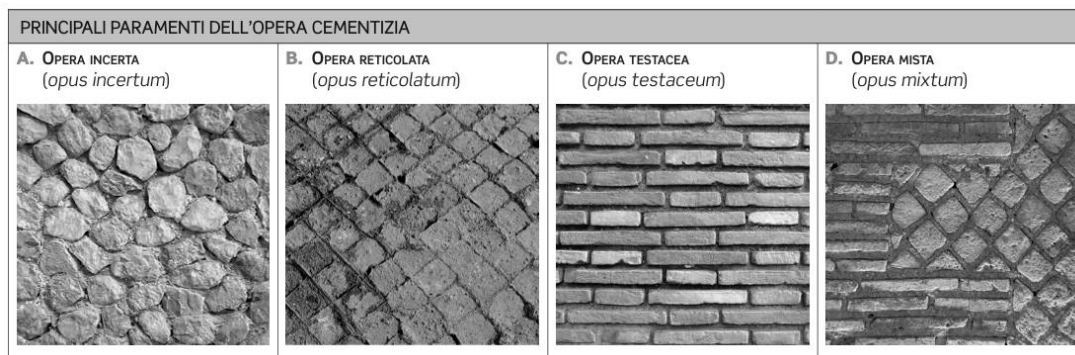 PRINCIPALI PARAMENTI DELL'OPERA CEMENTIZIA
A. OPERA INCERTA
(opus incertum)
B. OPERA RETICOLATA
(opus reticolatum)
C. OPERA TESTACEA
(opus testaceum)
D. OPERA MISTA
(opus mixtum)